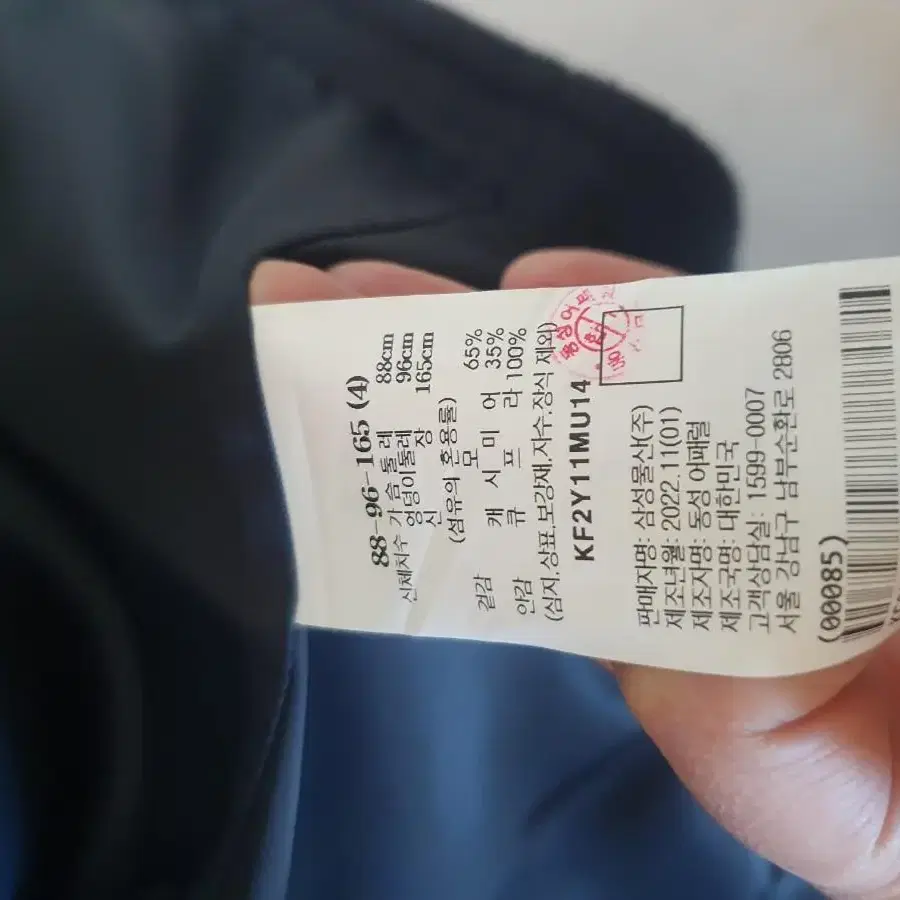 88-96-165 (4)
신체치수 가 슴 둘 레 88cm
엉덩이둘레 96cm
신 장 165cm
(섬유의 혼용률)
겉감 모 65%
캐 시 미 어 35%
안감 큐 프 라 100%
(심지,상표,보강재,자수,장식 제외)
KF2Y11MU14
판매자명: 삼성물산(주)
제조년월: 2022.11(01)
제조자명: 동성 어패럴
제조국명: 대한민국
고객상담실: 1599-0007
서울 강남구 남부순환로 2806
(00085)